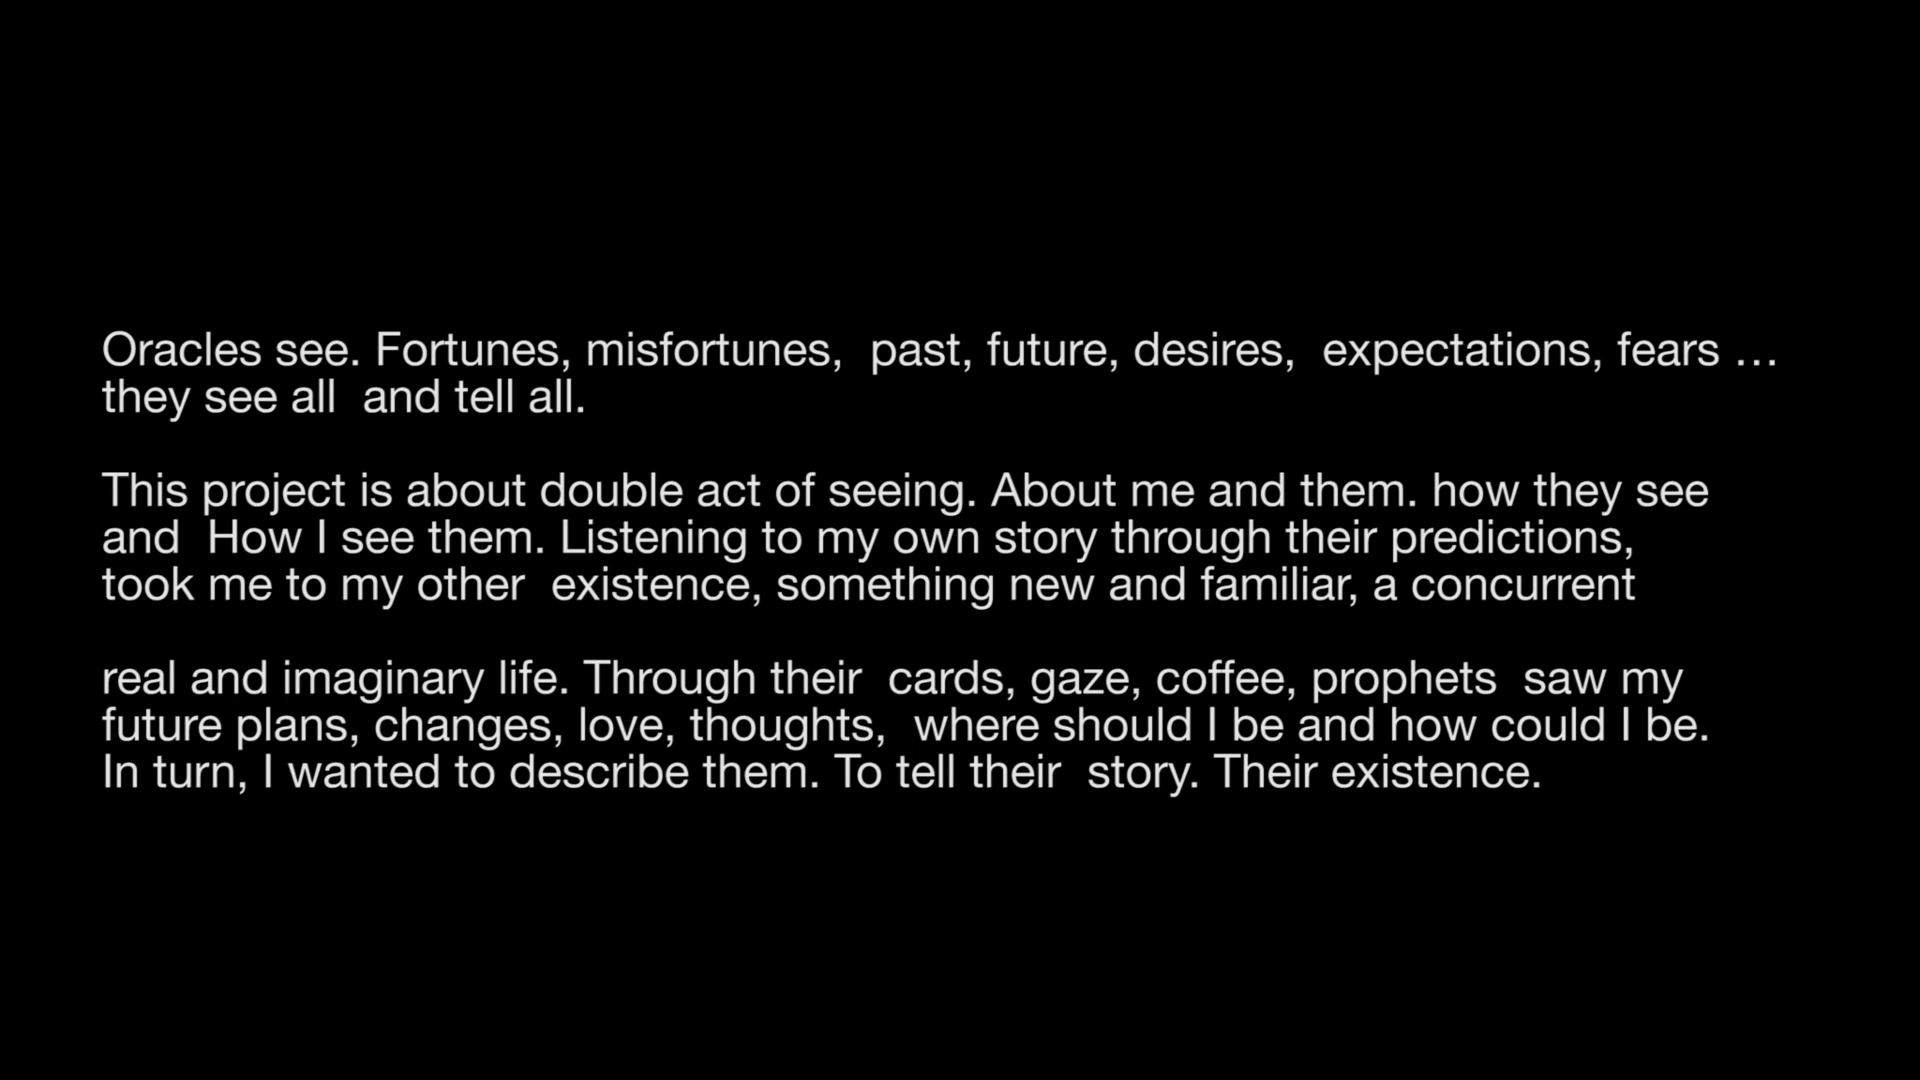 Oracles see. Fortunes, misfortunes,  past, future, desires,  expectations, fears …
they see all  and tell all.
This project is about double act of seeing. About me and them. how they see
and  How I see them. Listening to my own story through their predictions,
took me to my other  existence, something new and familiar, a concurrent
real and imaginary life. Through their  cards, gaze, coffee, prophets  saw my
future plans, changes, love, thoughts,  where should I be and how could I be.
In turn, I wanted to describe them. To tell their  story. Their existence.